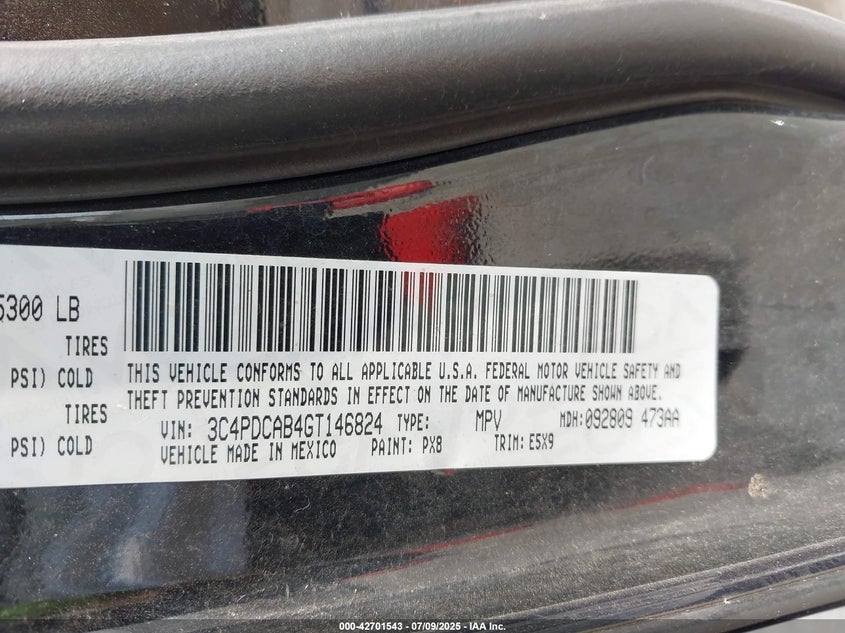 5300 LB
TIRES
PSI) COLD
TIRES
PSI) COLD
THIS VEHICLE CONFORMS TO ALL APPLICABLE U.S.A. FEDERAL MOTOR VEHICLE SAFETY AND
THEFT PREVENTION STANDARDS IN EFFECT ON THE DATE OF MANUFACTURE SHOWN ABOVE.
VIN: 3C4PDCAB4GT146824 TYPE: MPV MDH:092809 473AA
VEHICLE MADE IN MEXICO PAINT: PX8 TRIM: E5X9
000-42701543 / 07/09/2025 - IAA Inc.